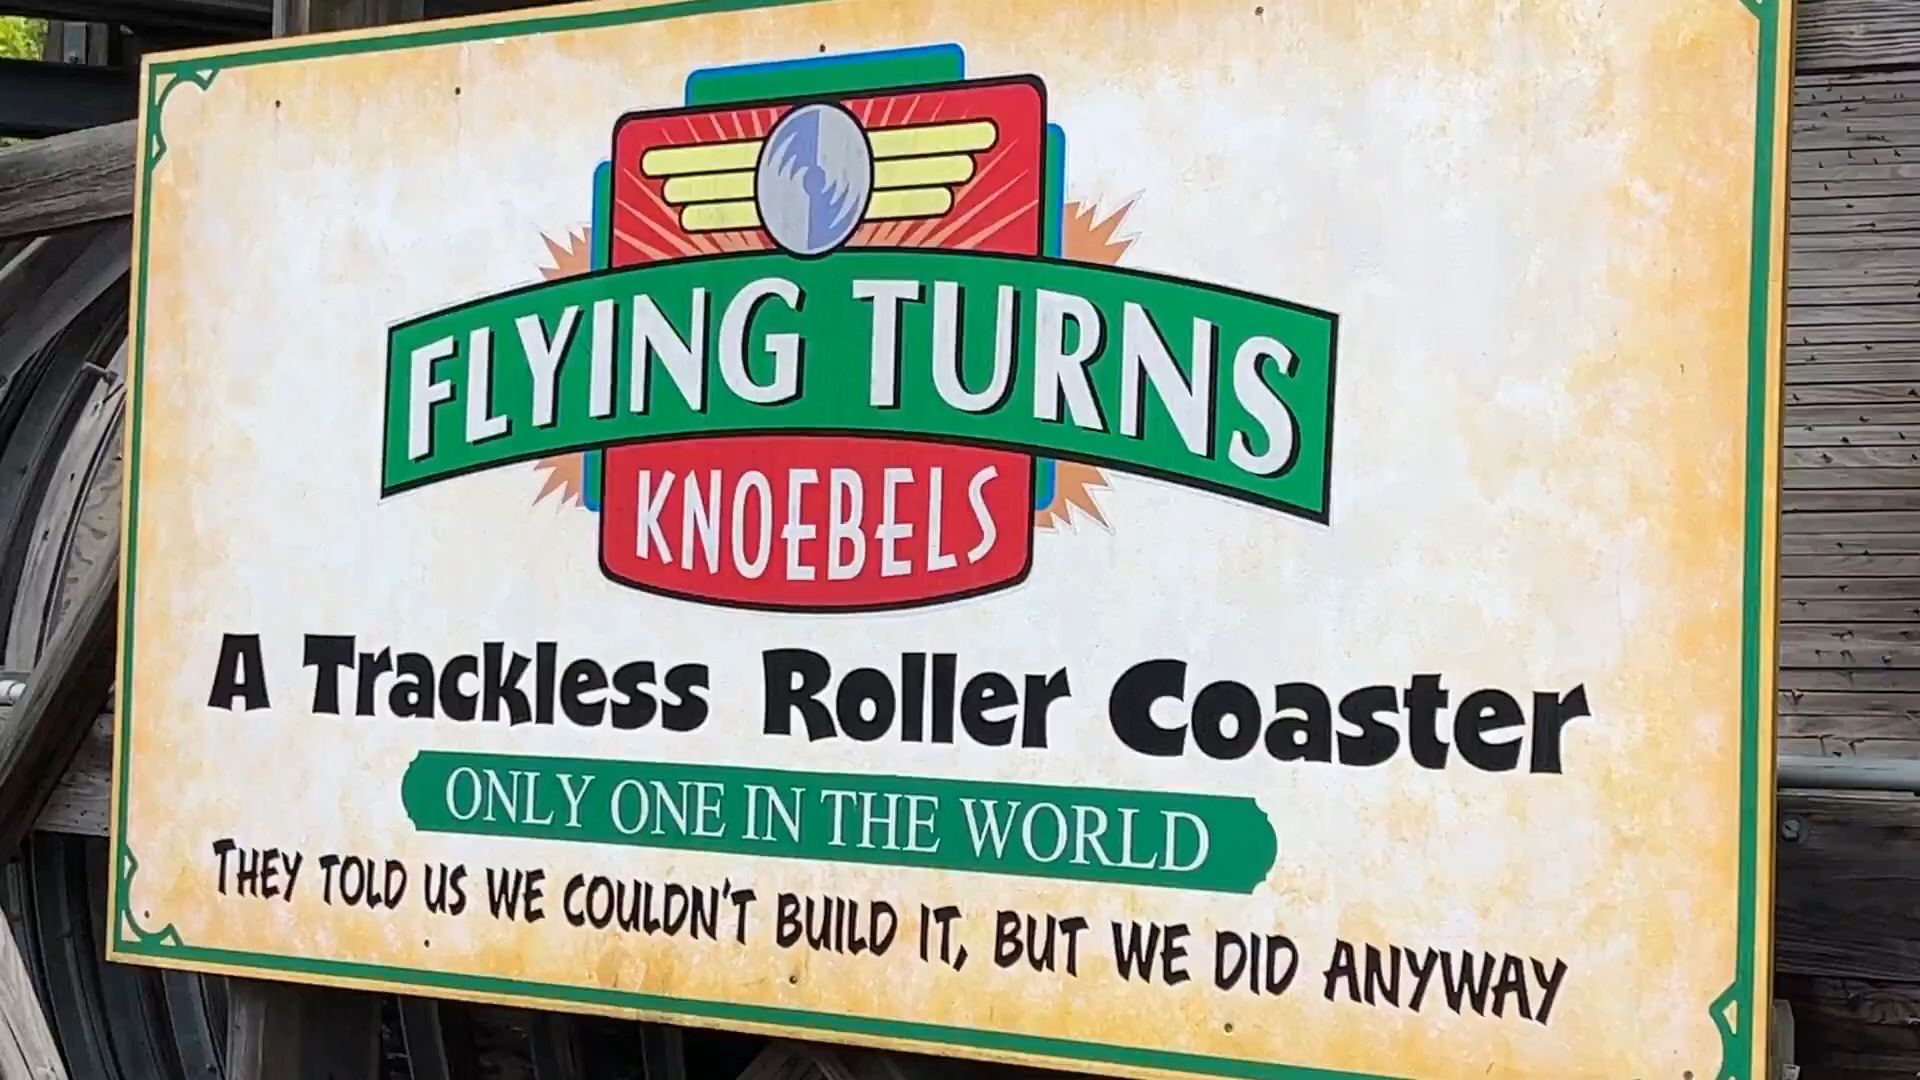 FLYING TURNS
KNOEBELS
A Trackless Roller Coaster
ONLY ONE IN THE WORLD
THEY TOLD US WE COULDN'T BUILD IT, BUT WE DID ANYWAY